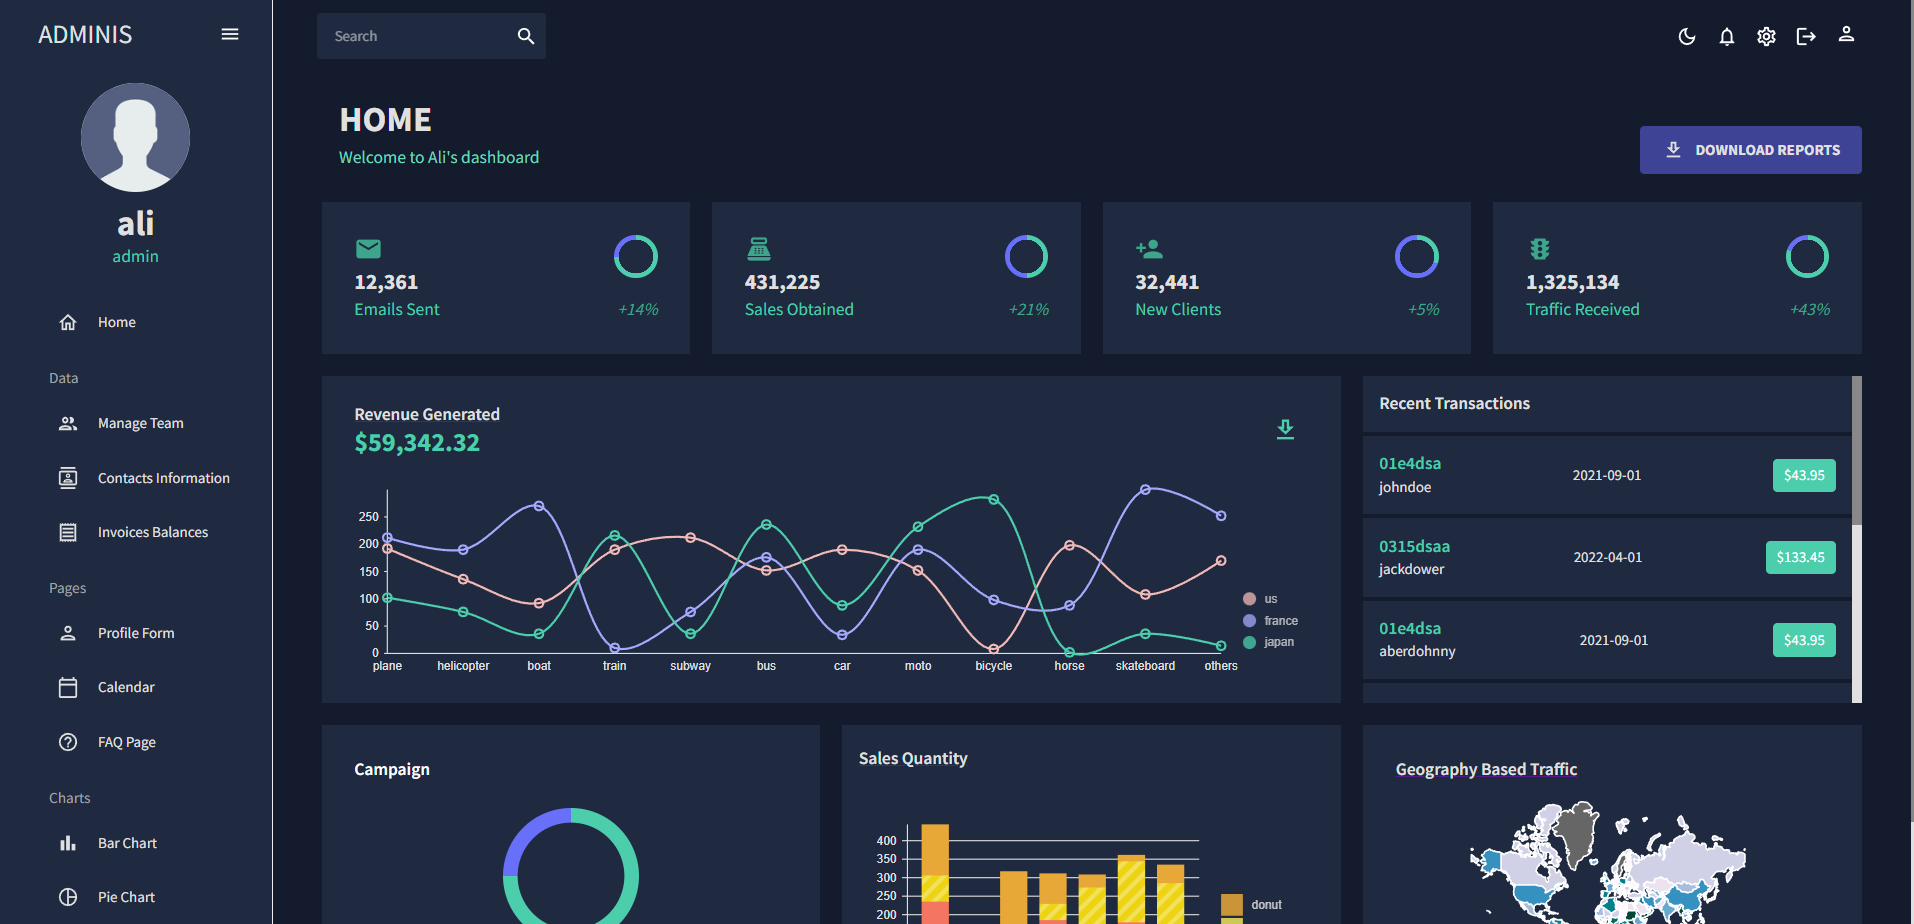 ADMINIS
ali
admin
Home
Data
Manage Team
Contacts Information
Invoices Balances
Pages
Profile Form
Calendar
FAQ Page
Charts
Bar Chart
Pie Chart
Search
HOME
Welcome to Ali's dashboard
DOWNLOAD REPORTS
12,361
Emails Sent
+14%
431,225
Sales Obtained
+21%
32,441
New Clients
+5%
1,325,134
Traffic Received
+43%
Revenue Generated
$59,342.32
250
200
150
100
50
0
plane helicopter boat train subway bus car moto bicycle horse skateboard others
us
france
japan
Recent Transactions
01e4dsa
johndoe
2021-09-01
$43.95
0315dsaa
jackdower
2022-04-01
$133.45
01e4dsa
aberdohnny
2021-09-01
$43.95
Campaign
Sales Quantity
400
350
300
250
200
donut
Geography Based Traffic